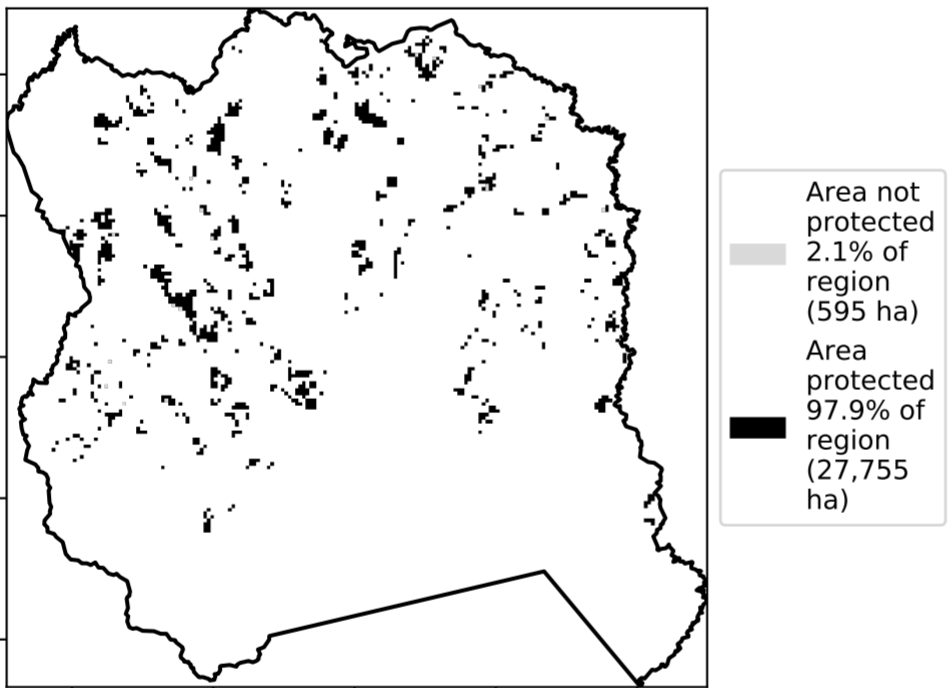 Area not
protected
2.1% of
region
(595 ha)
Area
protected
97.9% of
region
(27,755
ha)